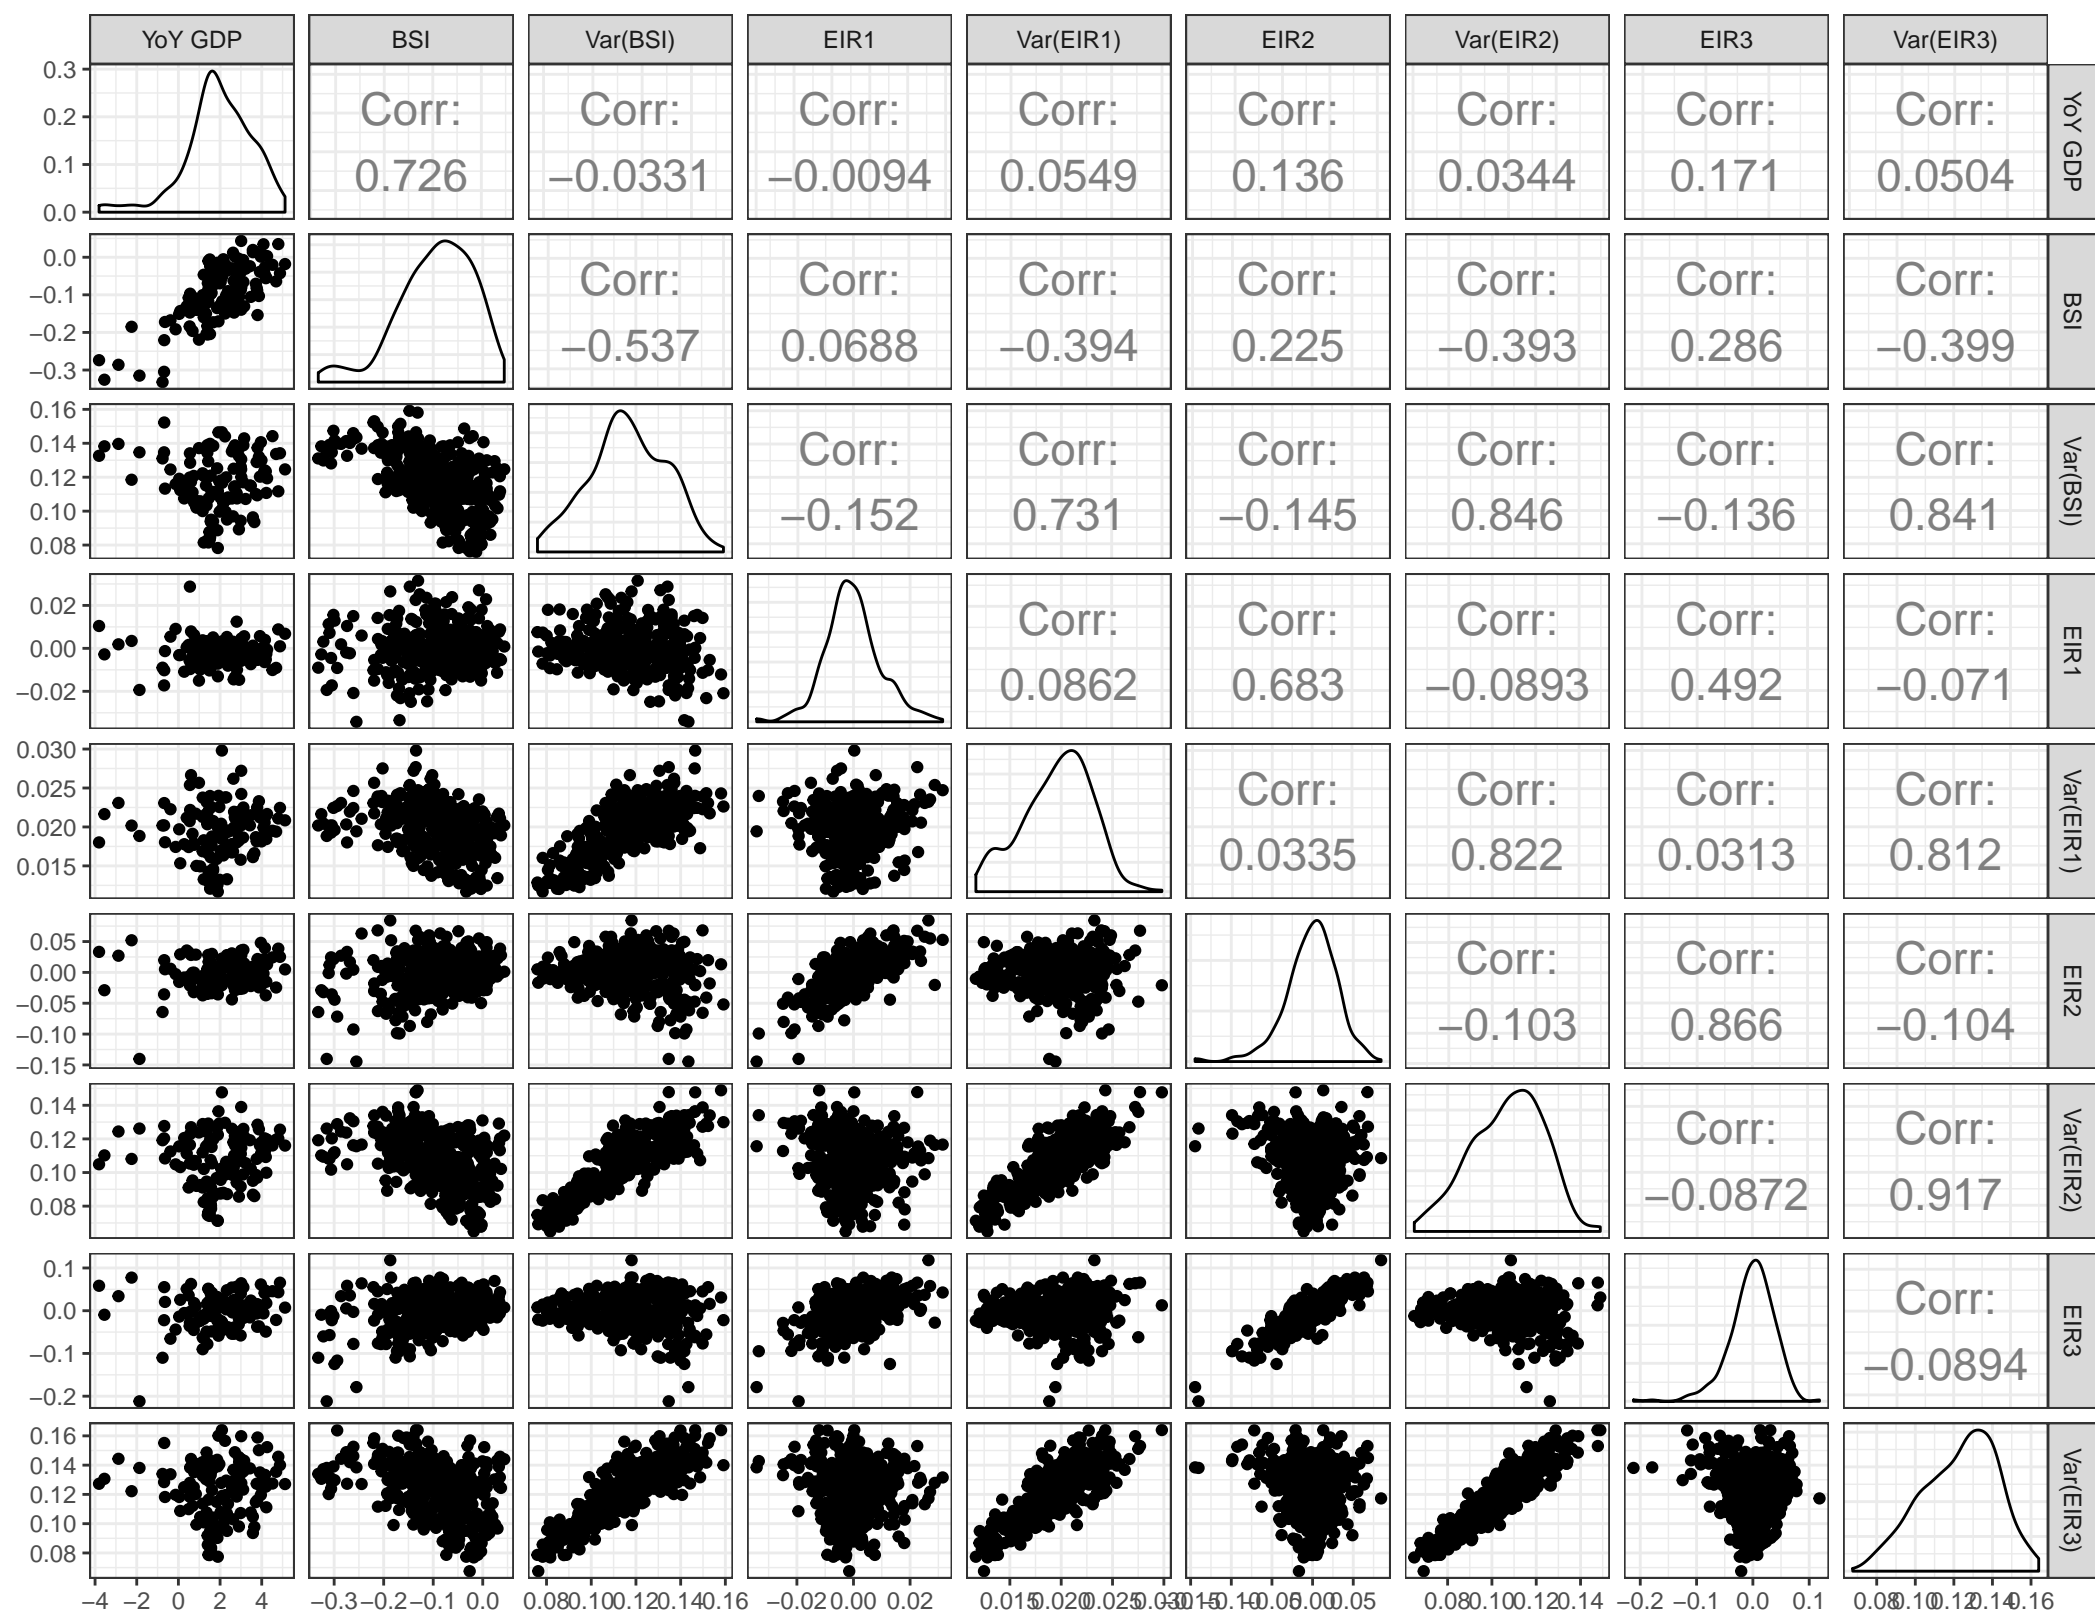 YoY GDP BSI Var(BSI) EIR1 Var(EIR1) EIR2 Var(EIR2) EIR3 Var(EIR3)
0.3
0.2
0.1
0.0
Corr: Corr: Corr: Corr: Corr: Corr: Corr: Corr:
0.726 −0.0331 −0.0094 0.0549 0.136 0.0344 0.171 0.0504
YoY GDP
0.0
−0.1
−0.2
−0.3
Corr: Corr: Corr: Corr: Corr: Corr: Corr:
−0.537 0.0688 −0.394 0.225 −0.393 0.286 −0.399
BSI
0.16
0.14
0.12
0.10
0.08
Corr: Corr: Corr: Corr: Corr: Corr:
−0.152 0.731 −0.145 0.846 −0.136 0.841
Var(BSI)
0.02
0.00
−0.02
Corr: Corr: Corr: Corr: Corr:
0.0862 0.683 −0.0893 0.492 −0.071
EIR1
0.030
0.025
0.020
0.015
Corr: Corr: Corr: Corr:
0.0335 0.822 0.0313 0.812
Var(EIR1)
0.05
0.00
−0.05
−0.10
−0.15
Corr: Corr: Corr:
−0.103 0.866 −0.104
EIR2
0.14
0.12
0.10
0.08
Corr: Corr:
−0.0872 0.917
Var(EIR2)
0.1
0.0
−0.1
−0.2
Corr:
−0.0894
EIR3
0.16
0.14
0.12
0.10
0.08
Var(EIR3)
−4 −2 0 2 4 −0.3 −0.2 −0.1 0.0 0.08 0.10 0.12 0.14 0.16 −0.02 0.00 0.02 0.015 0.020 0.025 0.030 −0.15 −0.10 −0.05 0.00 0.05 0.08 0.10 0.12 0.14 −0.2 −0.1 0.0 0.1 0.08 0.10 0.12 0.14 0.16